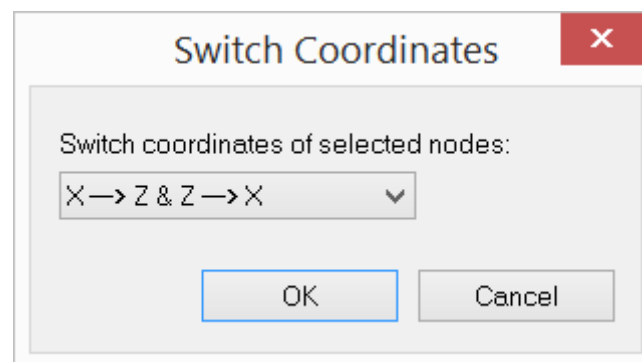 Switch Coordinates
Switch coordinates of selected nodes:
X —> Z & Z —> X
OK
Cancel